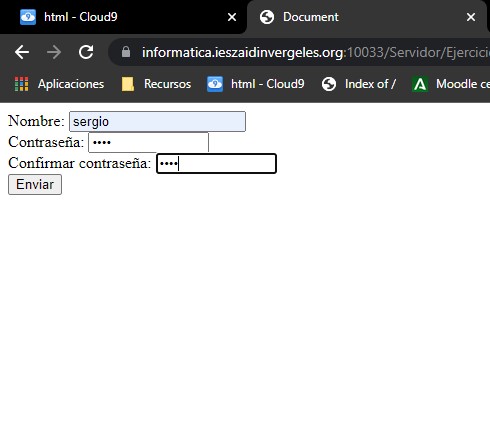 html - Cloud9
Document
informatica.ieszaidinvergeles.org:10033/Servidor/Ejercici
Aplicaciones
Recursos
html - Cloud9
Index of /
Moodle ce
Nombre: sergio
Contraseña: ••••
Confirmar contraseña: ••••
Enviar